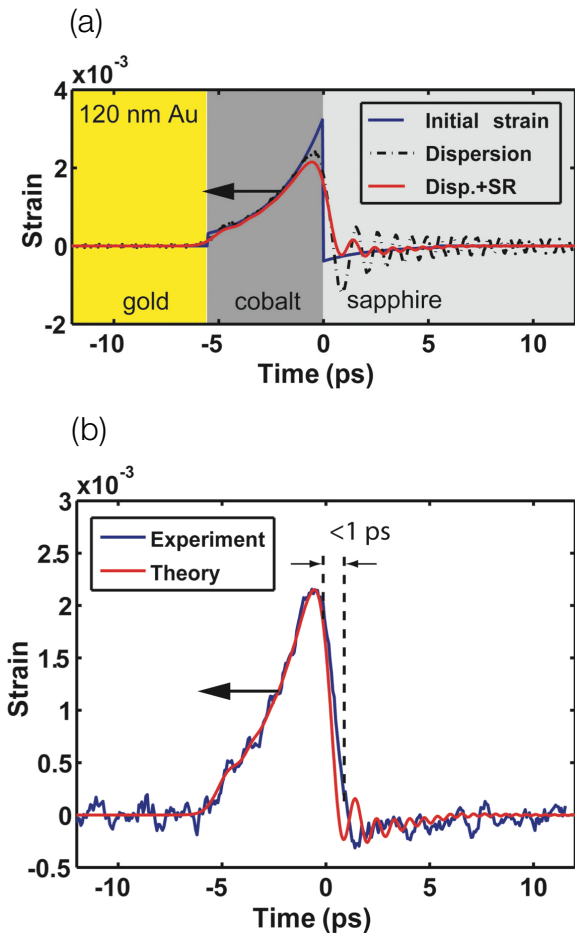 (a)
x10⁻³
4
2
0
-2
Strain
120 nm Au
Initial strain
Dispersion
Disp.+SR
gold
cobalt
sapphire
-10
-5
0
5
10
Time (ps)
(b)
x10⁻³
3
2.5
2
1.5
1
0.5
0
-0.5
Strain
Experiment
Theory
<1 ps
-10
-5
0
5
10
Time (ps)